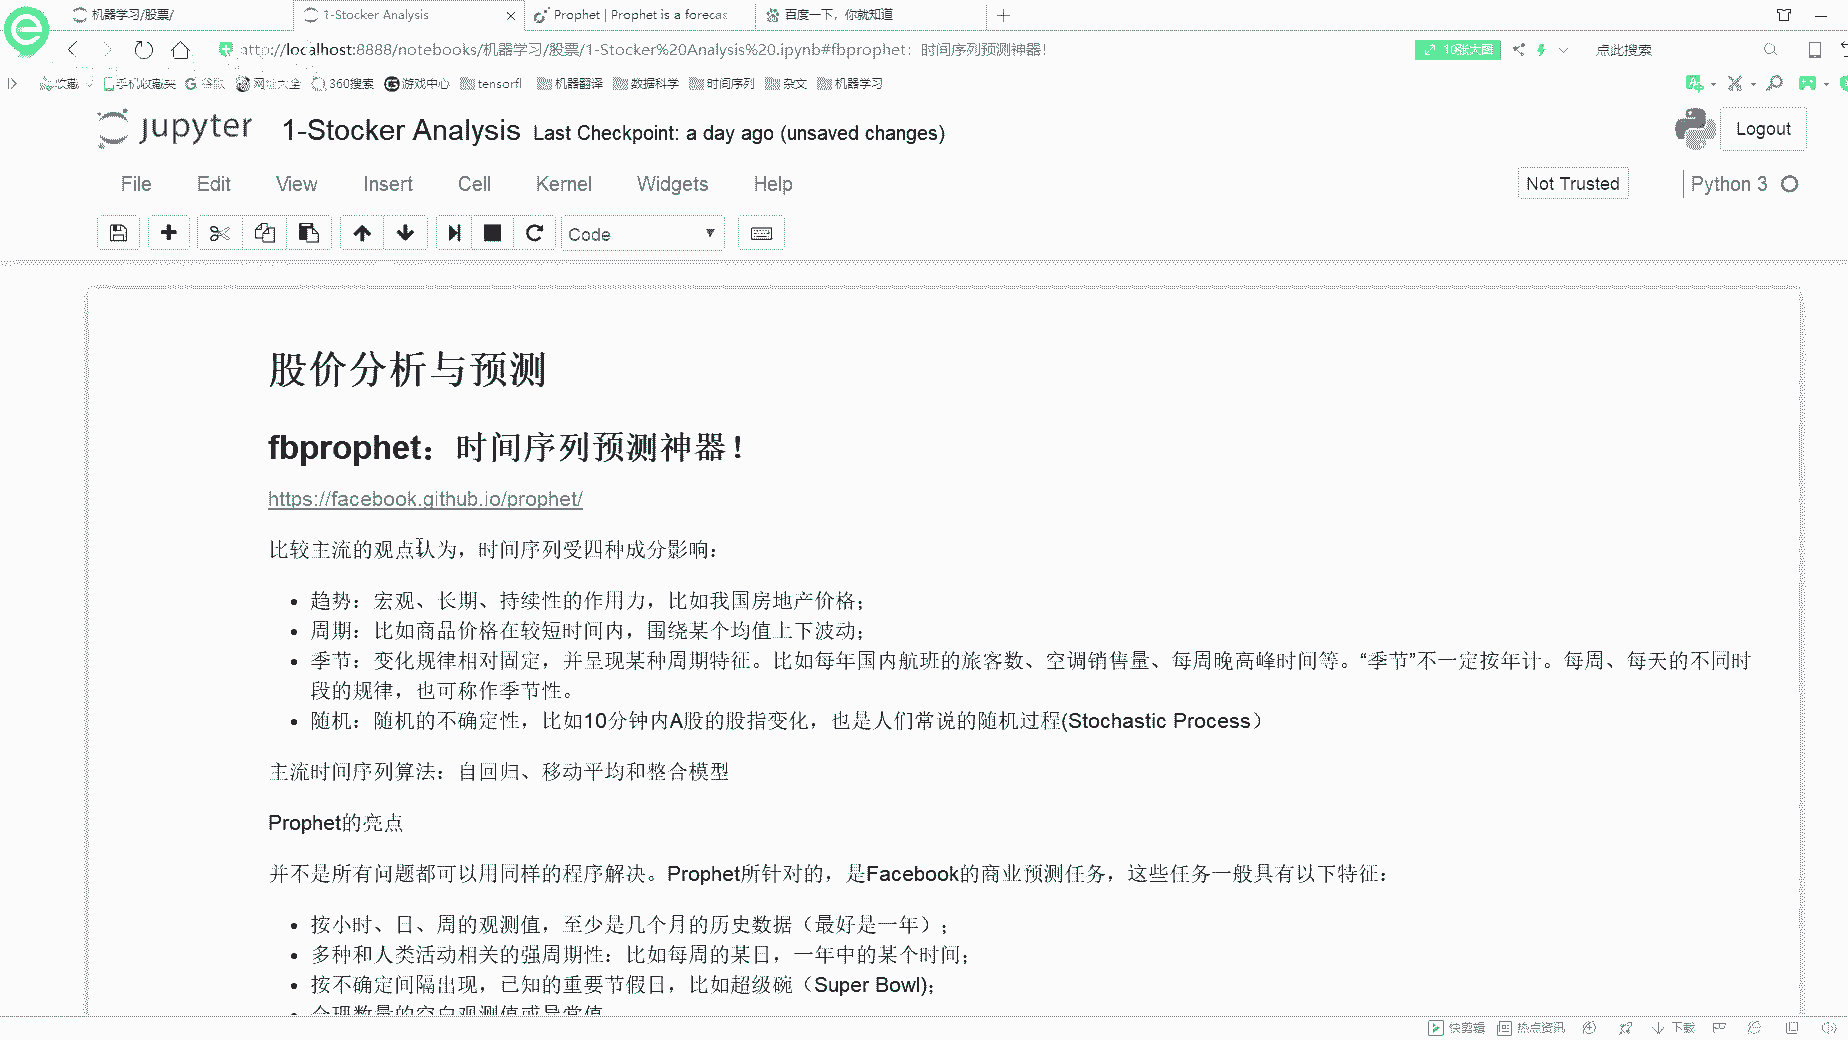 机器学习/股票/
1-Stocker Analysis
Prophet | Prophet is a forecas
百度一下，你就知道
http://localhost:8888/notebooks/机器学习/股票/1-Stocker%20Analysis%20.ipynb#fbprophet：时间序列预测神器！
16张大图
点此搜索
收藏
手机收藏夹
谷歌
网址大全
360搜索
游戏中心
tensorfl
机器翻译
数据科学
时间序列
杂文
机器学习
jupyter
1-Stocker Analysis Last Checkpoint: a day ago (unsaved changes)
Logout
File Edit View Insert Cell Kernel Widgets Help
Not Trusted
Python 3
Code
股价分析与预测
fbprophet：时间序列预测神器！
https://facebook.github.io/prophet/
比较主流的观点认为，时间序列受四种成分影响：
趋势：宏观、长期、持续性的作用力，比如我国房地产价格；
周期：比如商品价格在较短时间内，围绕某个均值上下波动；
季节：变化规律相对固定，并呈现某种周期特征。比如每年国内航班的旅客数、空调销售量、每周晚高峰时间等。“季节”不一定按年计。每周、每天的不同时
段的规律，也可称作季节性。
随机：随机的不确定性，比如10分钟内A股的股指变化，也是人们常说的随机过程(Stochastic Process）
主流时间序列算法：自回归、移动平均和整合模型
Prophet的亮点
并不是所有问题都可以用同样的程序解决。Prophet所针对的，是Facebook的商业预测任务，这些任务一般具有以下特征：
按小时、日、周的观测值，至少是几个月的历史数据（最好是一年）；
多种和人类活动相关的强周期性：比如每周的某日，一年中的某个时间；
按不确定间隔出现，已知的重要节假日，比如超级碗（Super Bowl)；
合理数量的空白观测值或异常值
快剪辑
热点资讯
下载